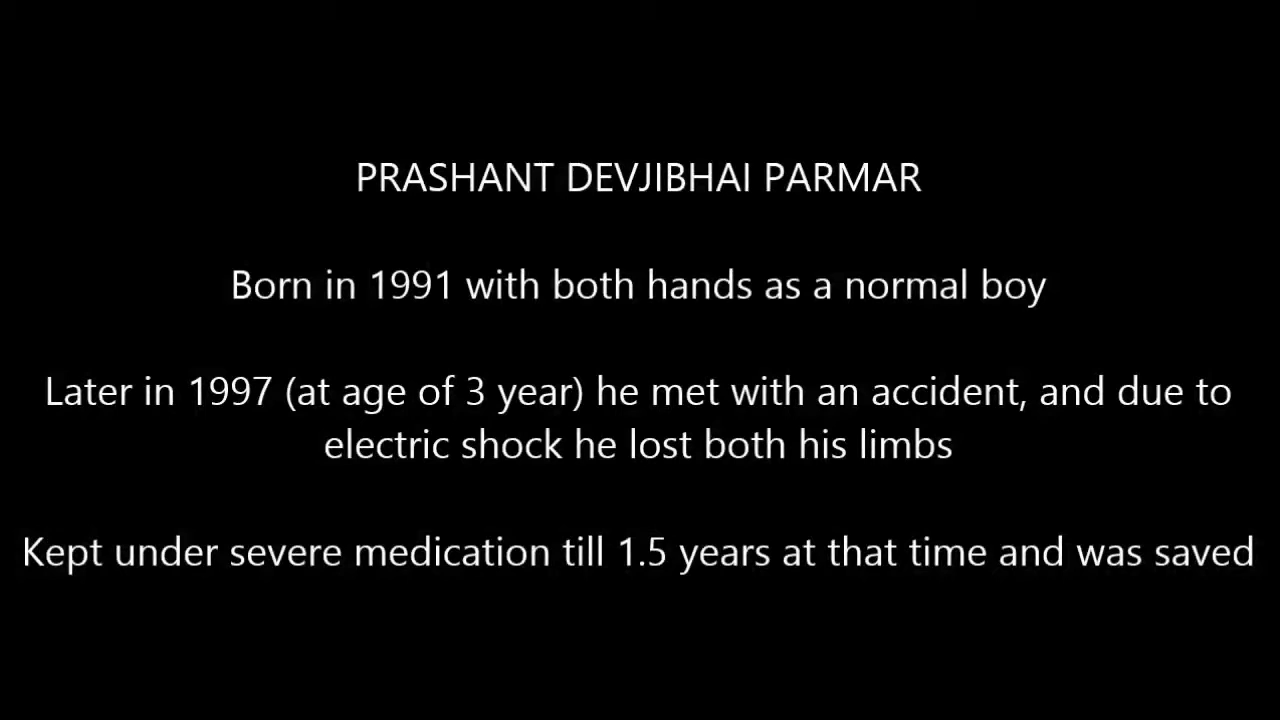 PRASHANT DEVJIBHAI PARMAR
Born in 1991 with both hands as a normal boy
Later in 1997 (at age of 3 year) he met with an accident, and due to
electric shock he lost both his limbs
Kept under severe medication till 1.5 years at that time and was saved